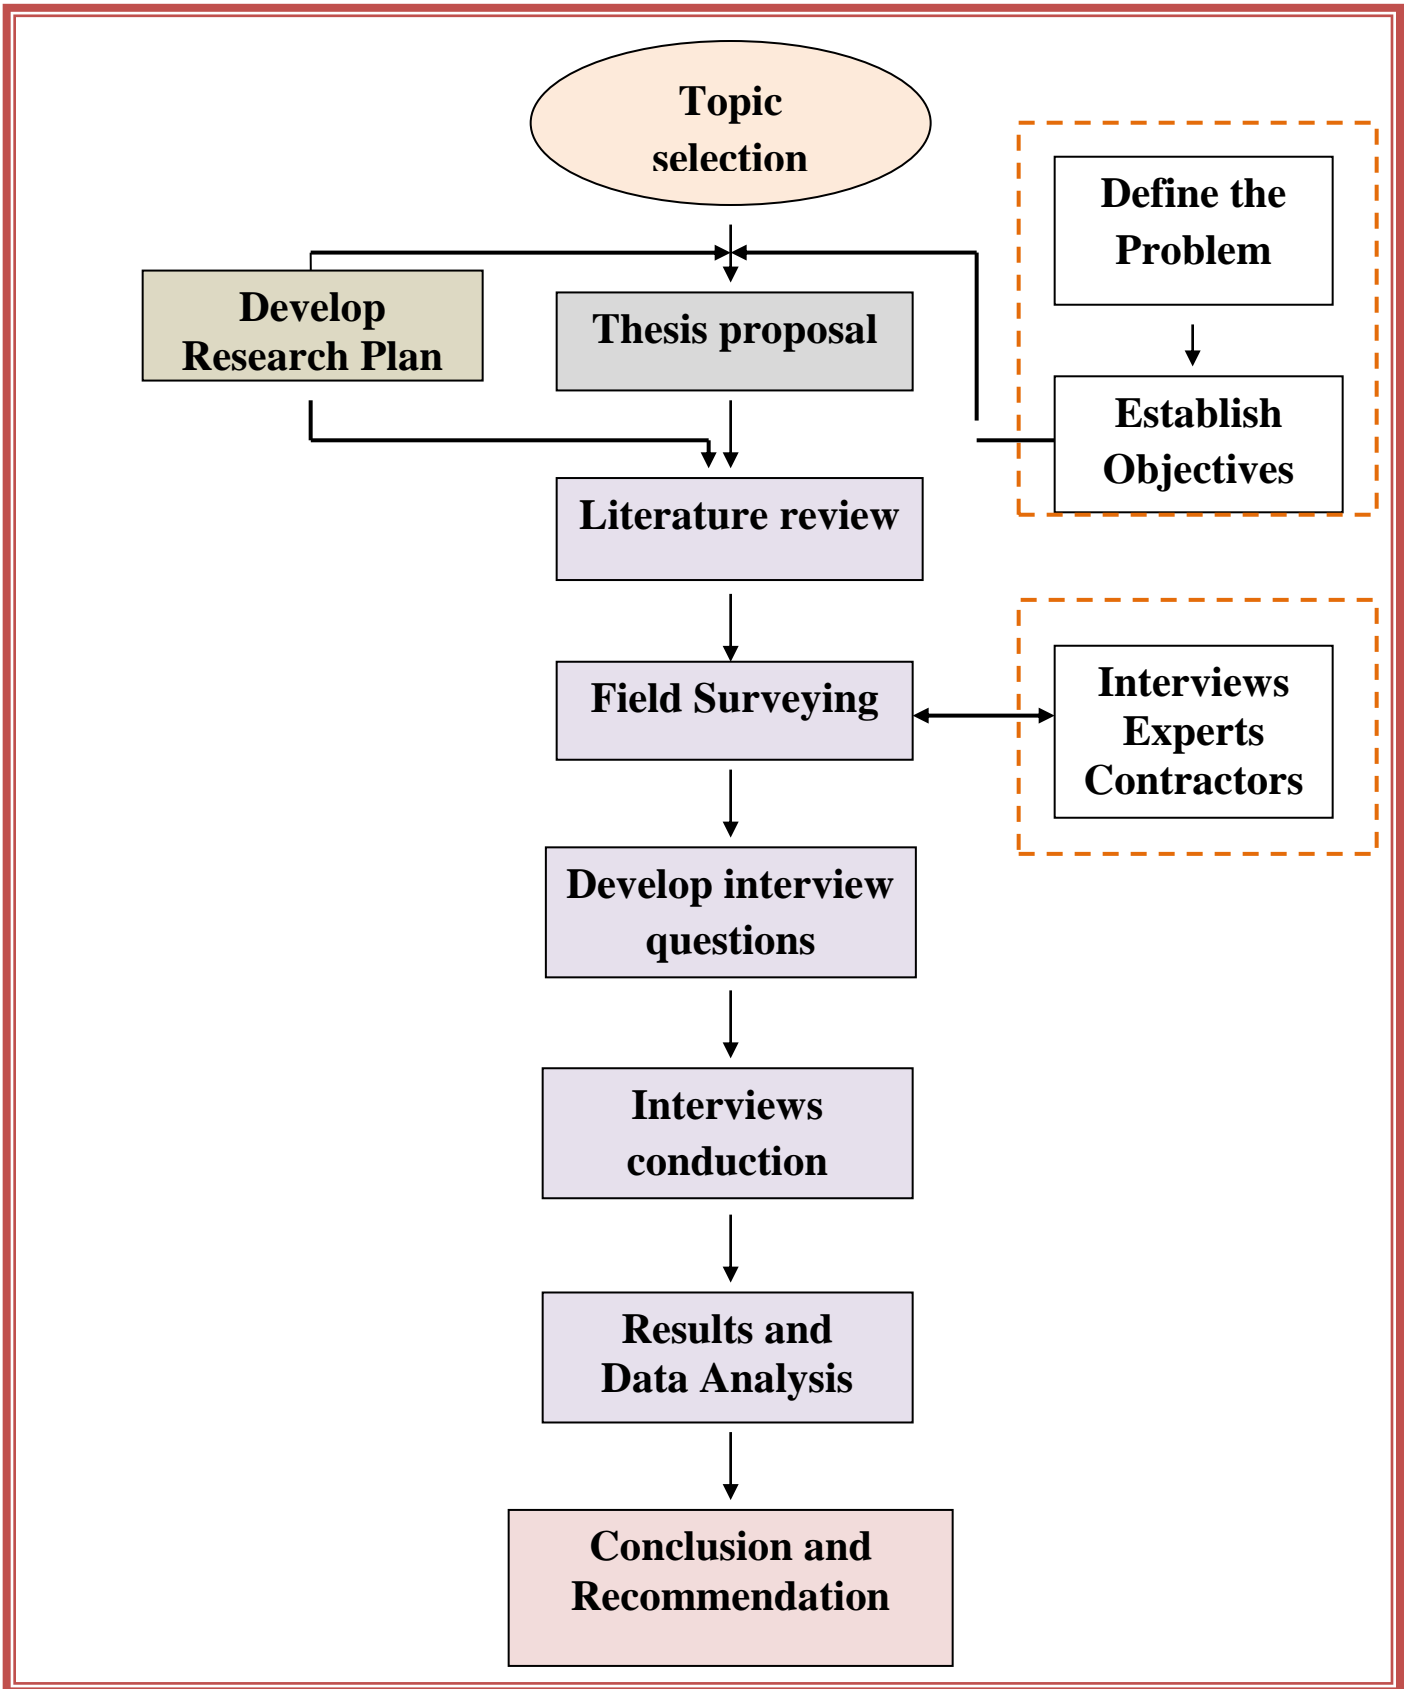 Topic
selection
Define the
Problem
Develop
Research Plan
Thesis proposal
Establish
Objectives
Literature review
Field Surveying
Interviews
Experts
Contractors
Develop interview
questions
Interviews
conduction
Results and
Data Analysis
Conclusion and
Recommendation